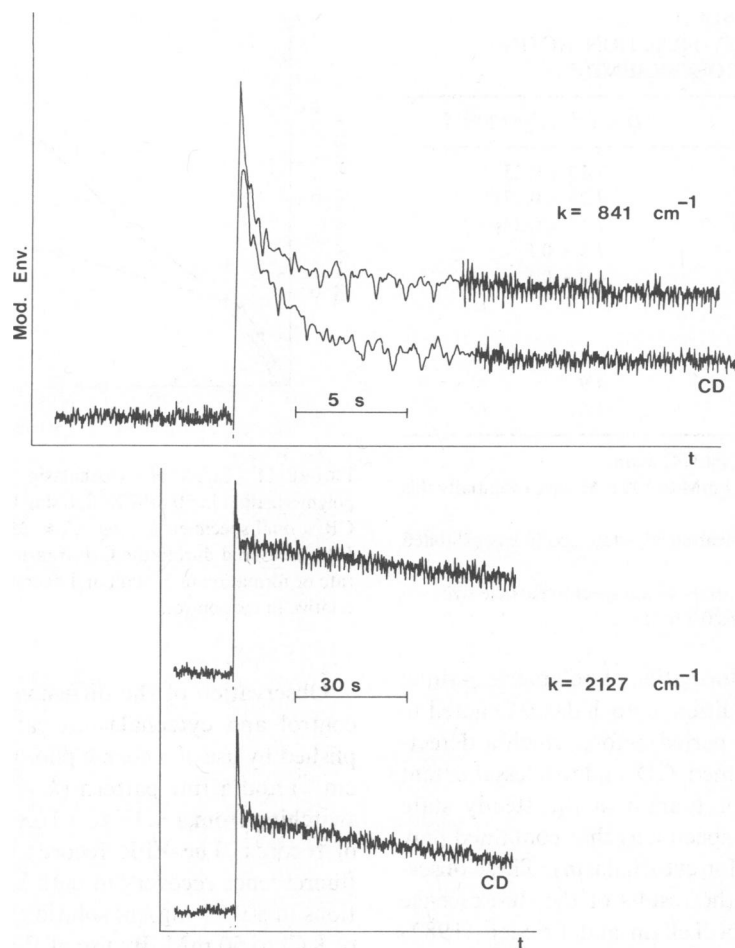 k = 841 cm⁻¹
Mod. Env.
5 s
CD
t
30 s
k = 2127 cm⁻¹
CD
t